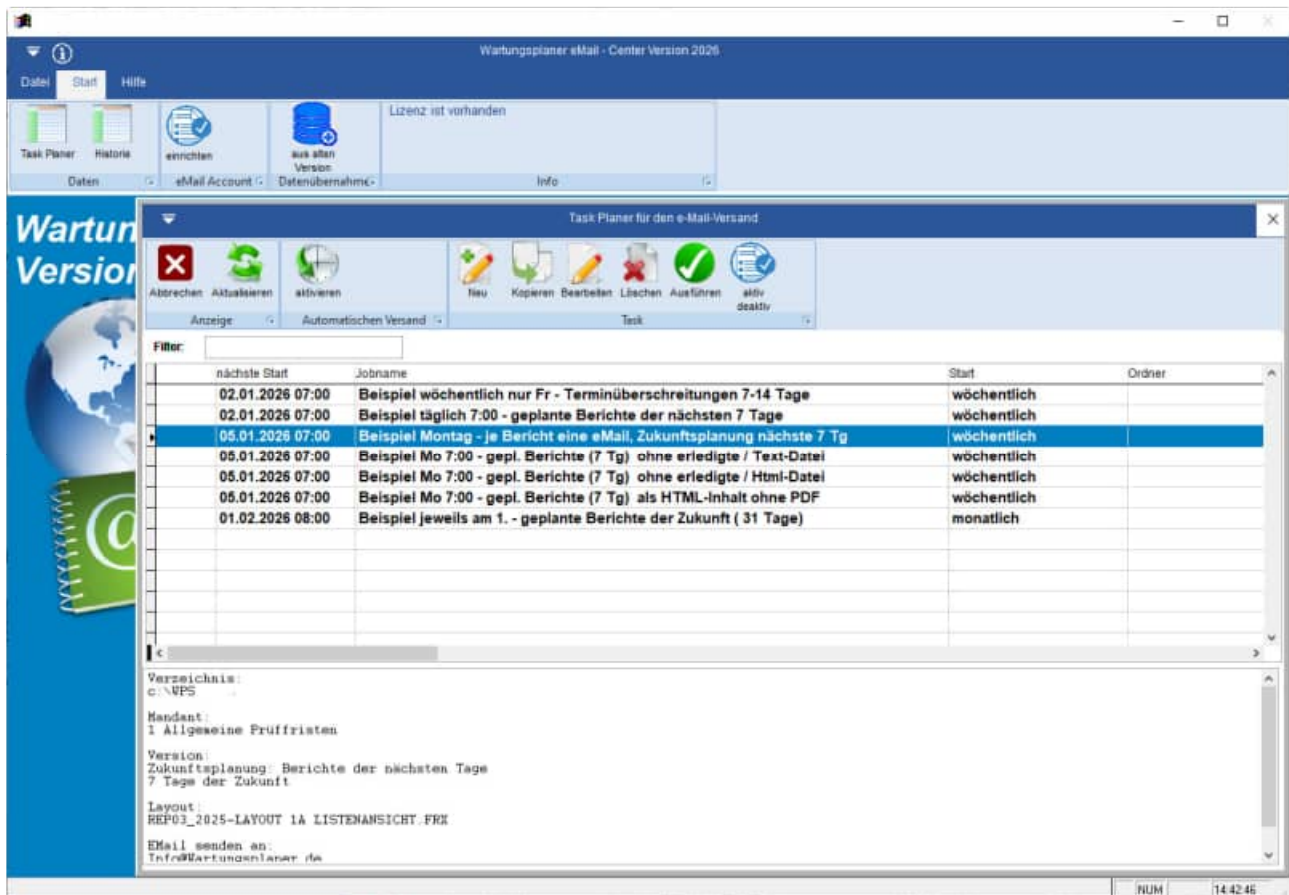 Wartungsplaner eMail - Center Version 2026
Datei Start Hilfe
Lizenz ist vorhanden
Task Planer Historie einrichten aus alten
Version
Daten eMail Account Datenübernahme Info
Wartun
Version
Task Planer für den e-Mail-Versand
Abbrechen Aktualisieren aktivieren Neu Kopieren Bearbeiten Löschen Ausführen aktiv
deaktiv
Anzeige Automatischen Versand Task
Filter:
nächste Start Jobname Start Ordner
02.01.2026 07:00 Beispiel wöchentlich nur Fr - Terminüberschreitungen 7-14 Tage wöchentlich
02.01.2026 07:00 Beispiel täglich 7:00 - geplante Berichte der nächsten 7 Tage wöchentlich
05.01.2026 07:00 Beispiel Montag - je Bericht eine eMail, Zukunftsplanung nächste 7 Tg wöchentlich
05.01.2026 07:00 Beispiel Mo 7:00 - gepl. Berichte (7 Tg) ohne erledigte / Text-Datei wöchentlich
05.01.2026 07:00 Beispiel Mo 7:00 - gepl. Berichte (7 Tg) ohne erledigte / Html-Datei wöchentlich
05.01.2026 07:00 Beispiel Mo 7:00 - gepl. Berichte (7 Tg) als HTML-Inhalt ohne PDF wöchentlich
01.02.2026 08:00 Beispiel jeweils am 1. - geplante Berichte der Zukunft ( 31 Tage) monatlich
Verzeichnis:
c:\WPS
Mandant:
1 Allgemeine Prüffristen
Version:
Zukunftsplanung: Berichte der nächsten Tage
7 Tage der Zukunft
Layout:
REP03_2025-LAYOUT 1A LISTENANSICHT.FRX
EMail senden an:
Info@Wartungsplaner.de
NUM 14:42:46